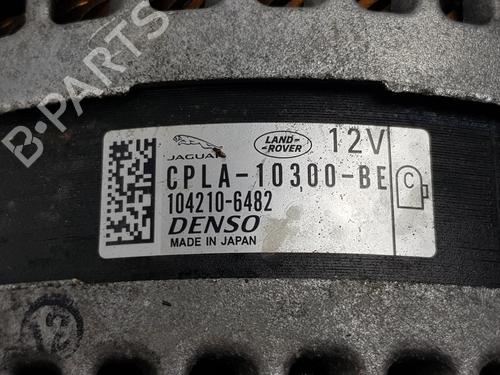 B-PARTS
JAGUAR
LAND-ROVER
12V
CPLA-10300-BE
C
104210-6482
DENSO
MADE IN JAPAN